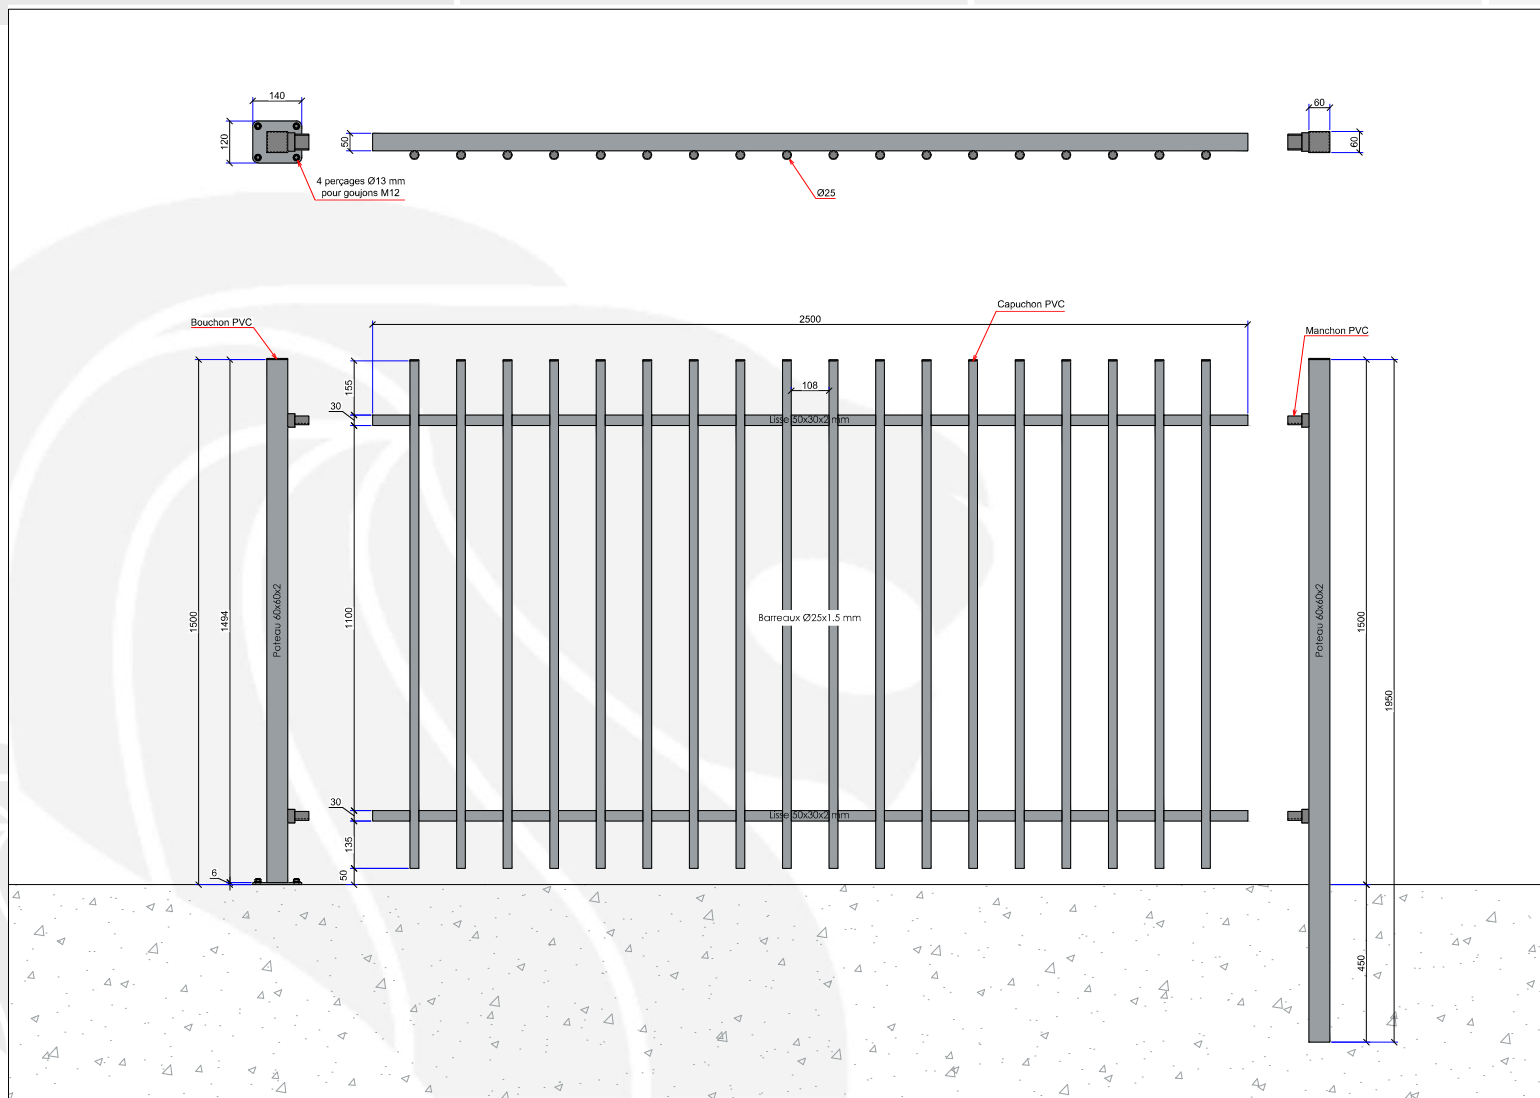 140
120
4 perçages Ø13 mm
pour goujons M12
50
Ø25
60
60
Bouchon PVC
2500
Capuchon PVC
Manchon PVC
155
30
108
Lisse 50x30x2 mm
1500
1494
Poteau 60x60x2
1100
Barreaux Ø25x1.5 mm
Poteau 60x60x2
1500
1950
30
Lisse 50x30x2 mm
135
6
50
450